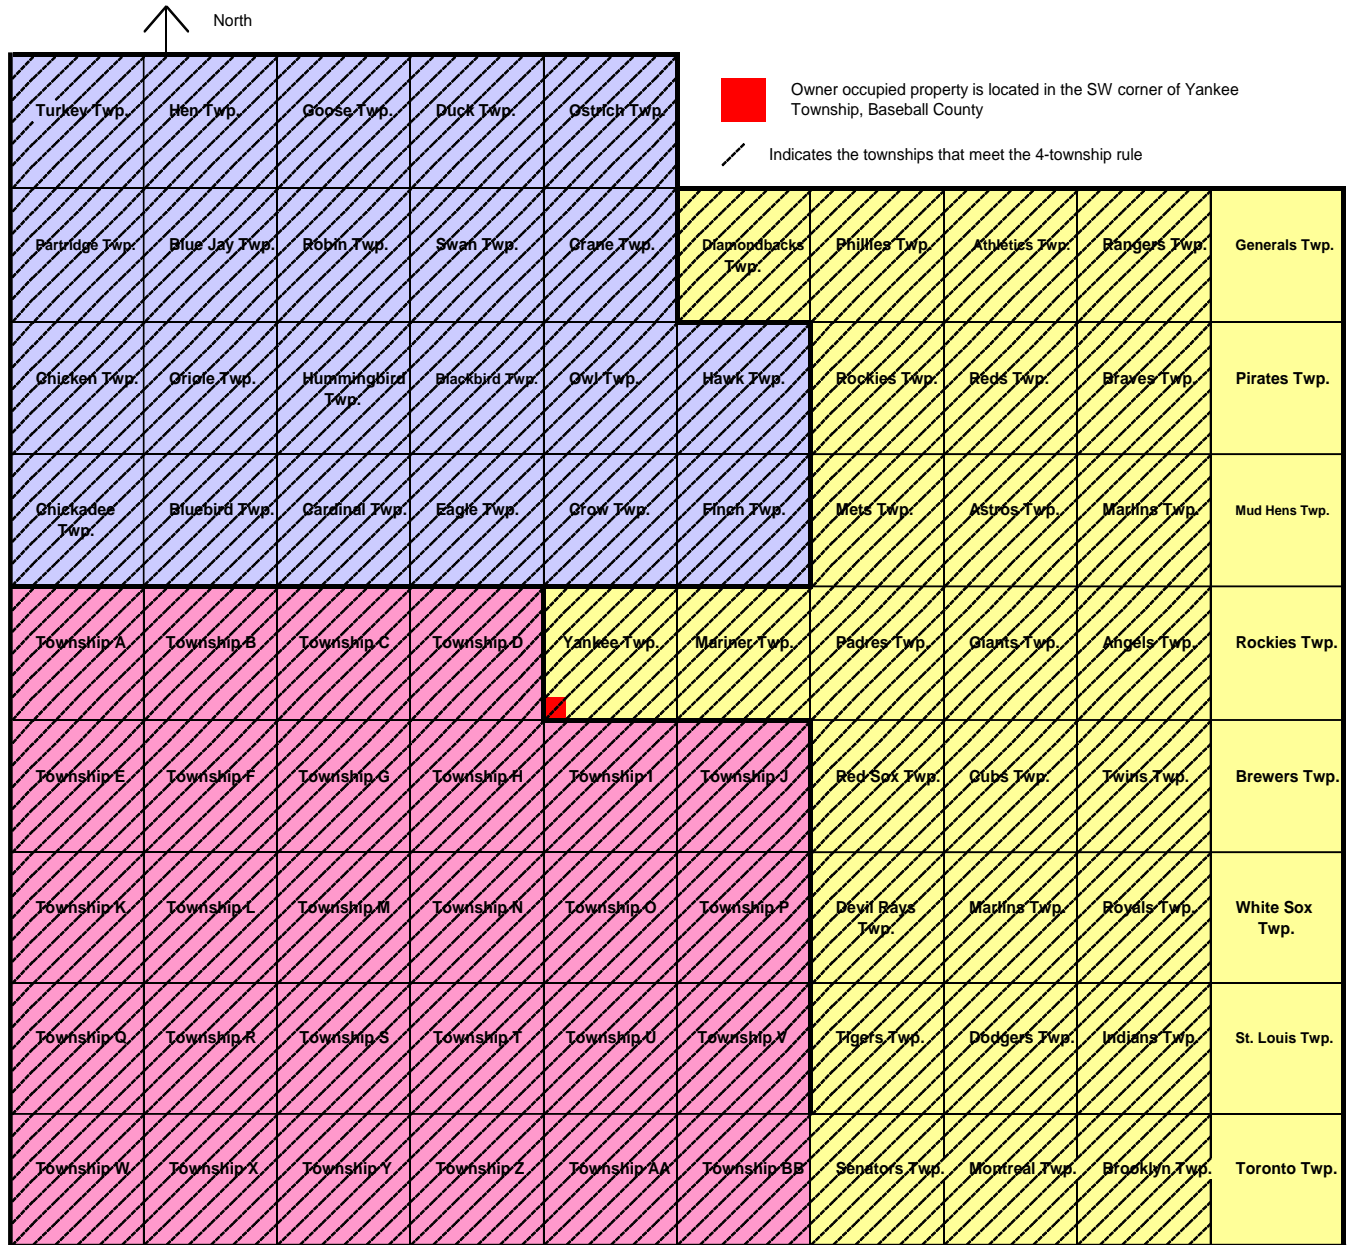 North
Owner occupied property is located in the SW corner of Yankee
Township, Baseball County
Indicates the townships that meet the 4-township rule
Turkey Twp. Hen Twp. Goose Twp. Duck Twp. Ostrich Twp.
Partridge Twp. Blue Jay Twp. Robin Twp. Swan Twp. Crane Twp. Diamondbacks Twp. Phillies Twp. Athletics Twp. Rangers Twp. Generals Twp.
Chicken Twp. Oriole Twp. Hummingbird Twp. Blackbird Twp. Owl Twp. Hawk Twp. Rockies Twp. Reds Twp. Braves Twp. Pirates Twp.
Chickadee Twp. Bluebird Twp. Cardinal Twp. Eagle Twp. Crow Twp. Finch Twp. Mets Twp. Astros Twp. Marlins Twp. Mud Hens Twp.
Township A Township B Township C Township D Yankee Twp. Mariner Twp. Padres Twp. Giants Twp. Angels Twp. Rockies Twp.
Township E Township F Township G Township H Township I Township J Red Sox Twp. Cubs Twp. Twins Twp. Brewers Twp.
Township K Township L Township M Township N Township O Township P Devil Rays Twp. Marlins Twp. Royals Twp. White Sox Twp.
Township Q Township R Township S Township T Township U Township V Tigers Twp. Dodgers Twp. Indians Twp. St. Louis Twp.
Township W Township X Township Y Township Z Township AA Township BB Senators Twp. Montreal Twp. Brooklyn Twp. Toronto Twp.